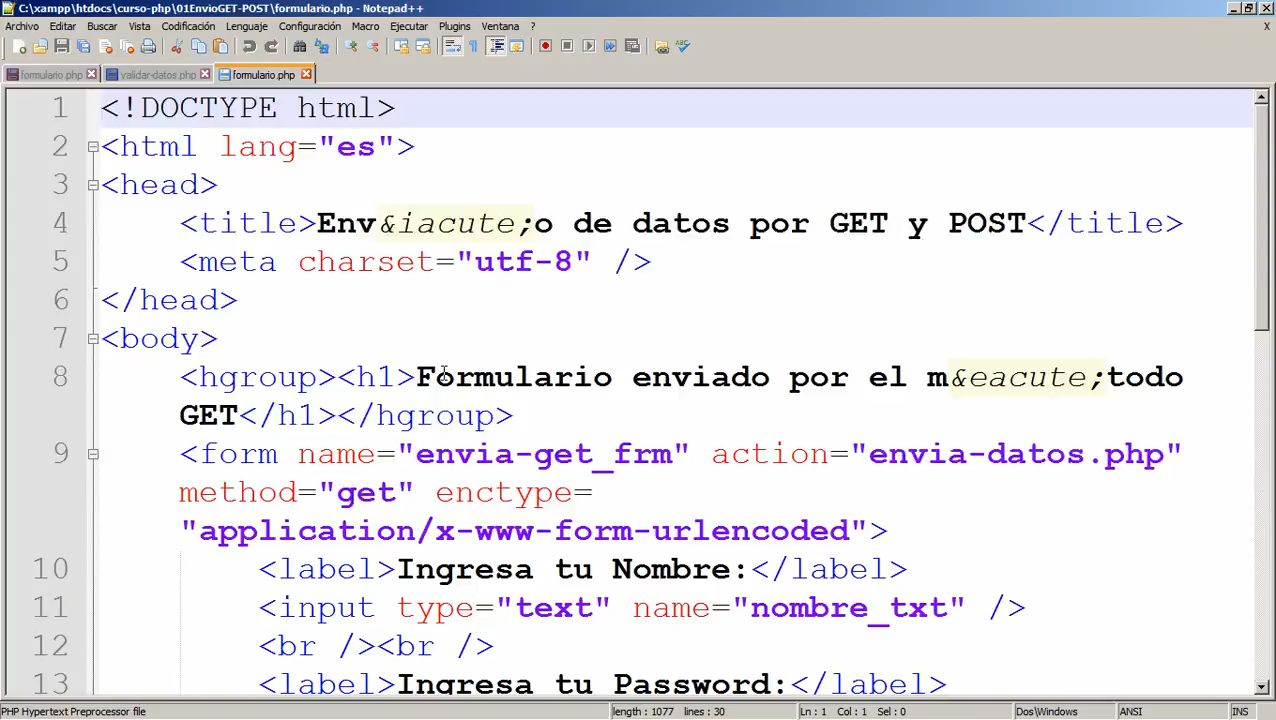 C:\xampp\htdocs\curso-php\01EnvioGET-POST\formulario.php - Notepad++
Archivo Editar Buscar Vista Codificación Lenguaje Configuración Macro Ejecutar Plugins Ventana ? X
formulario.php validar-datos.php formulario.php
1 <!DOCTYPE html>
2 <html lang="es">
3 <head>
4 <title>Env&iacute;o de datos por GET y POST</title>
5 <meta charset="utf-8" />
6 </head>
7 <body>
8 <hgroup><h1>Formulario enviado por el m&eacute;todo
GET</h1></hgroup>
9 <form name="envia-get_frm" action="envia-datos.php"
method="get" enctype=
"application/x-www-form-urlencoded">
10 <label>Ingresa tu Nombre:</label>
11 <input type="text" name="nombre_txt" />
12 <br /><br />
13 <label>Ingresa tu Password:</label>
PHP Hypertext Preprocessor file length : 1077 lines : 30 Ln : 1 Col : 1 Sel : 0 Dos\Windows ANSI INS